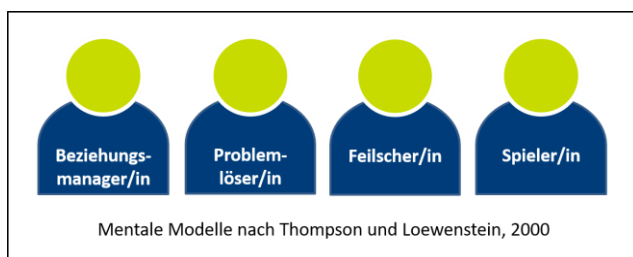 Beziehungs-
manager/in
Problem-
löser/in
Feilscher/in
Spieler/in
Mentale Modelle nach Thompson und Loewenstein, 2000